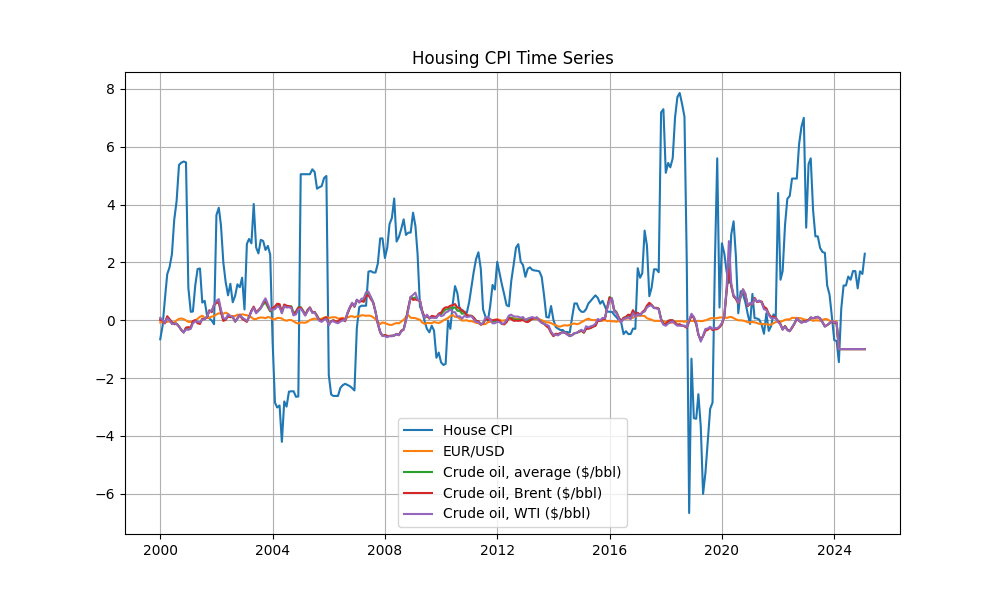 Housing CPI Time Series
8
6
4
2
0
−2
−4
−6
House CPI
EUR/USD
Crude oil, average ($/bbl)
Crude oil, Brent ($/bbl)
Crude oil, WTI ($/bbl)
2000 2004 2008 2012 2016 2020 2024